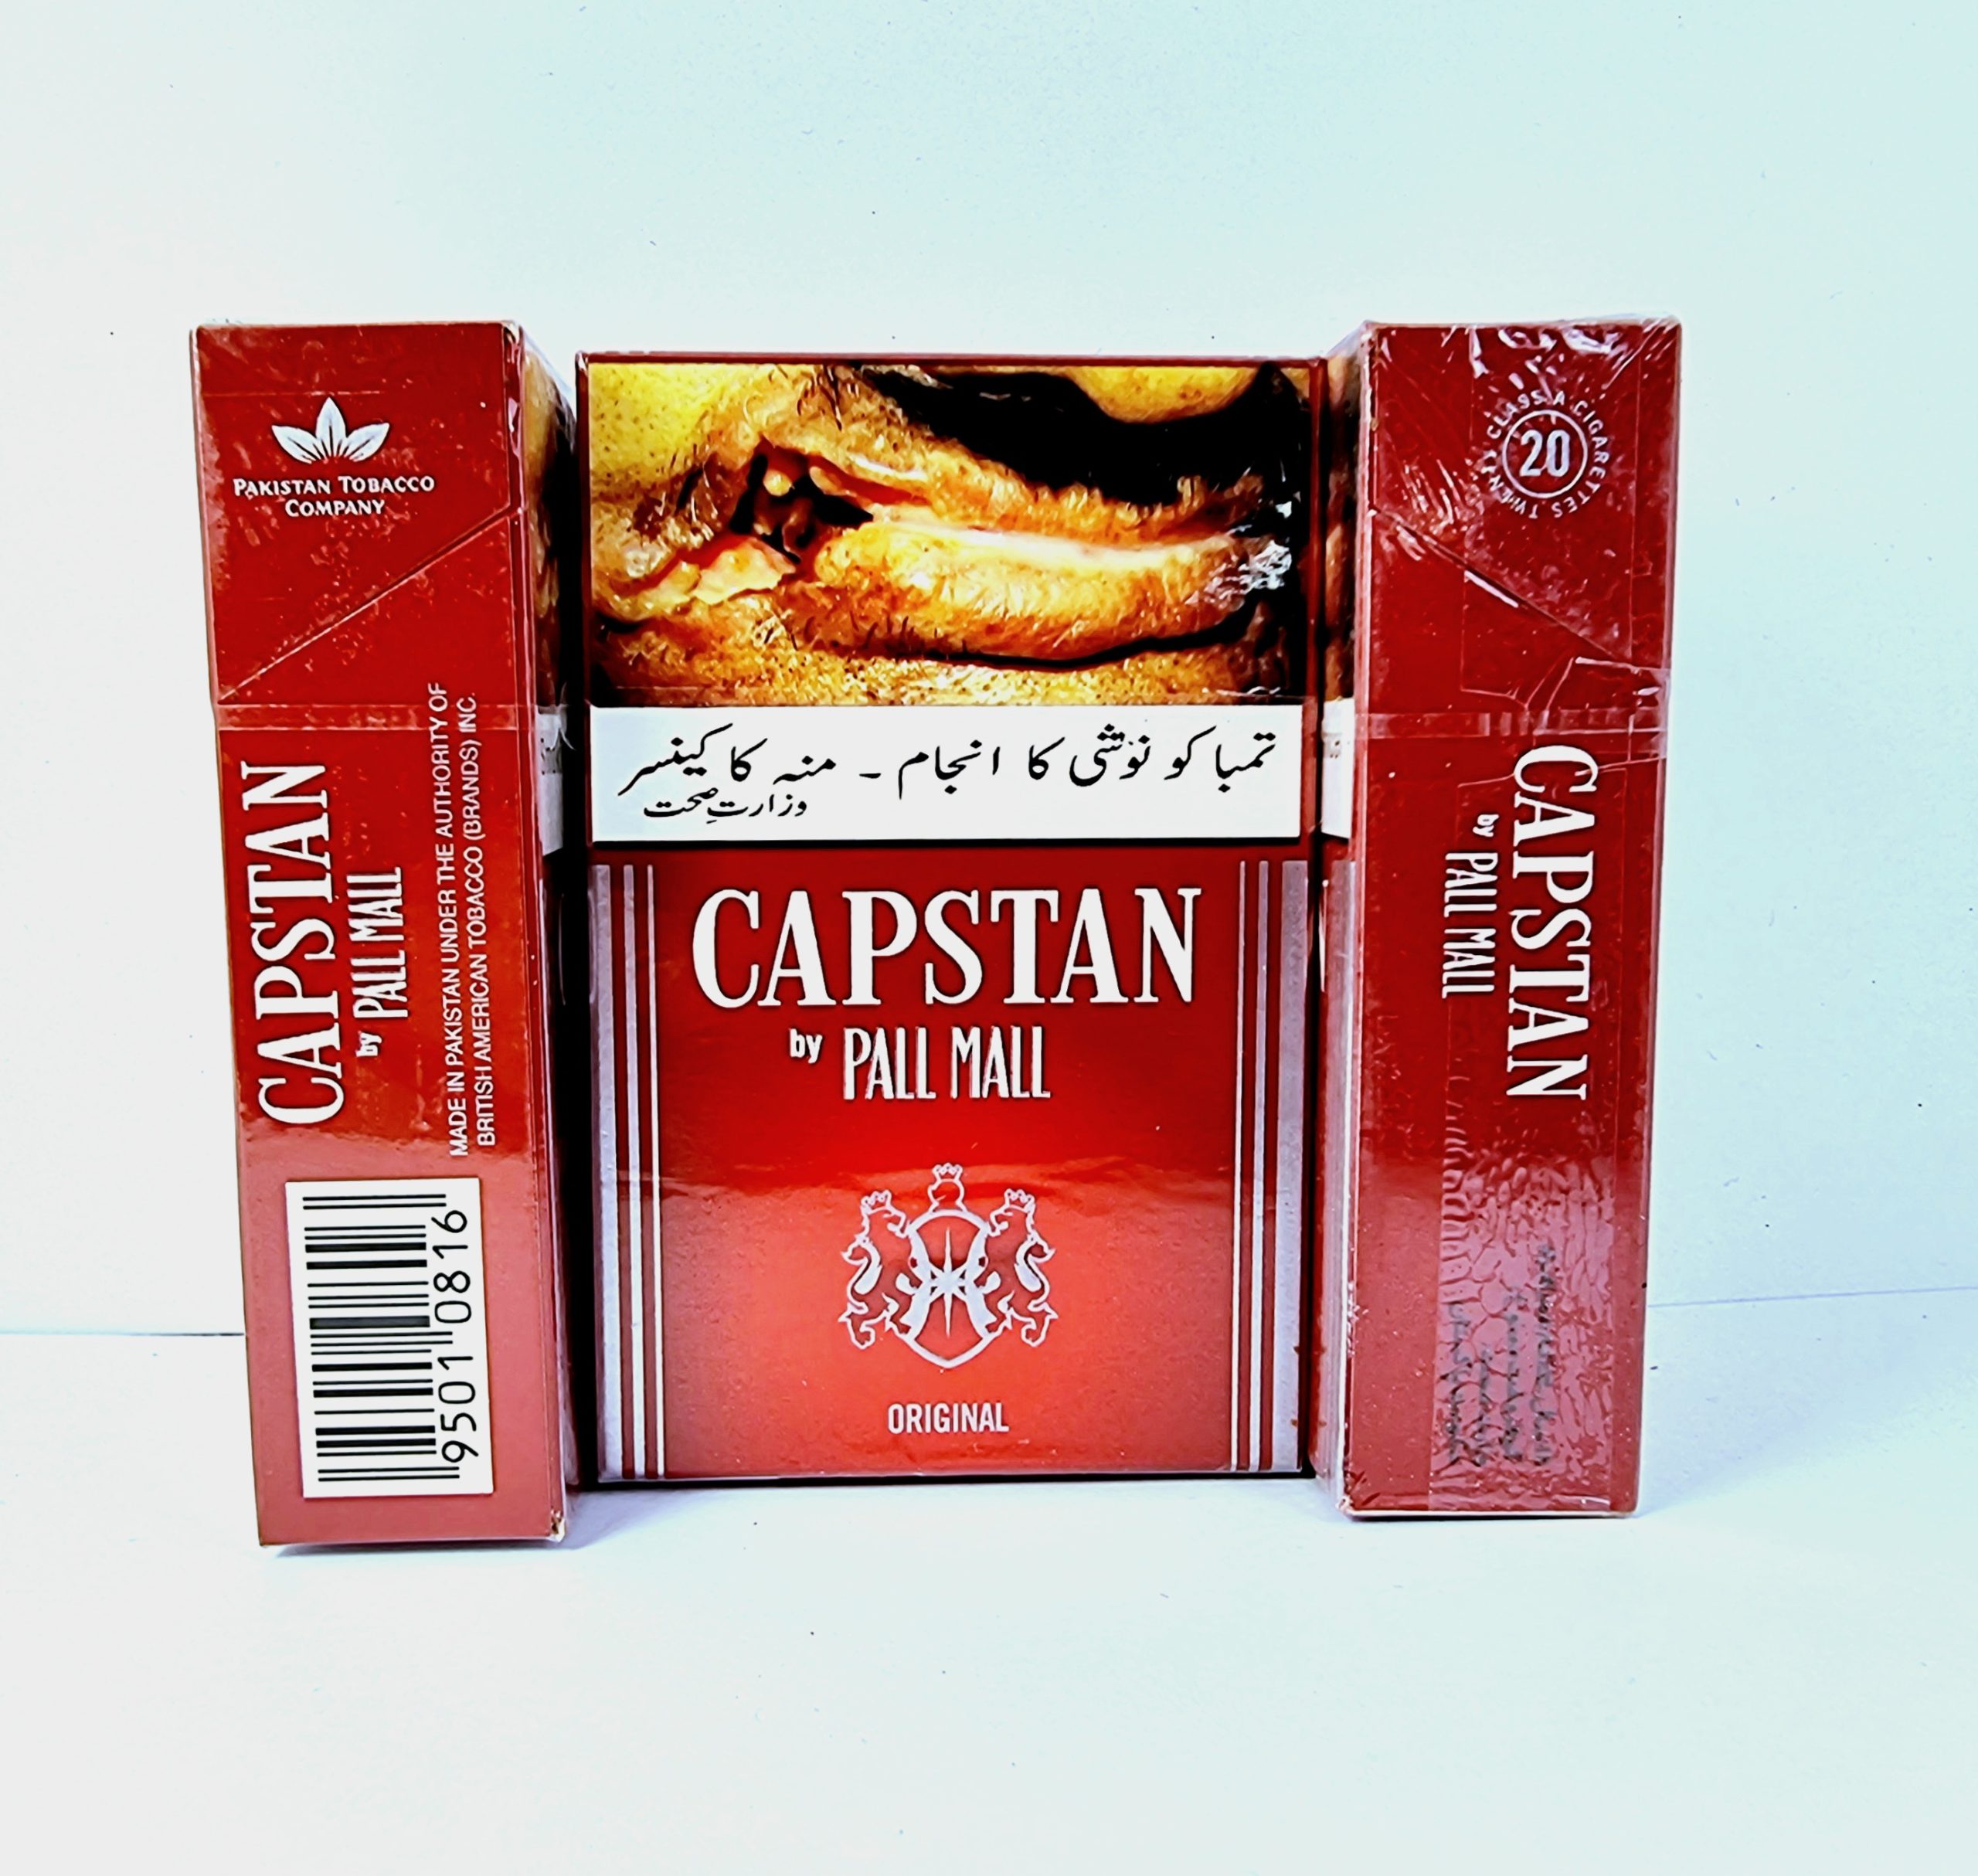 PAKISTAN TOBACCO
COMPANY
CAPSTAN
by PALL MALL
MADE IN PAKISTAN UNDER THE AUTHORITY OF
BRITISH AMERICAN TOBACCO (BRANDS) INC.
95010816
تمباکو نوشی کا انجام ۔ منہ کا کینسر
وزارتِ صحت
CAPSTAN
by PALL MALL
ORIGINAL
TWENTY CLASS A CIGARETTES
20
CAPSTAN
by PALL MALL